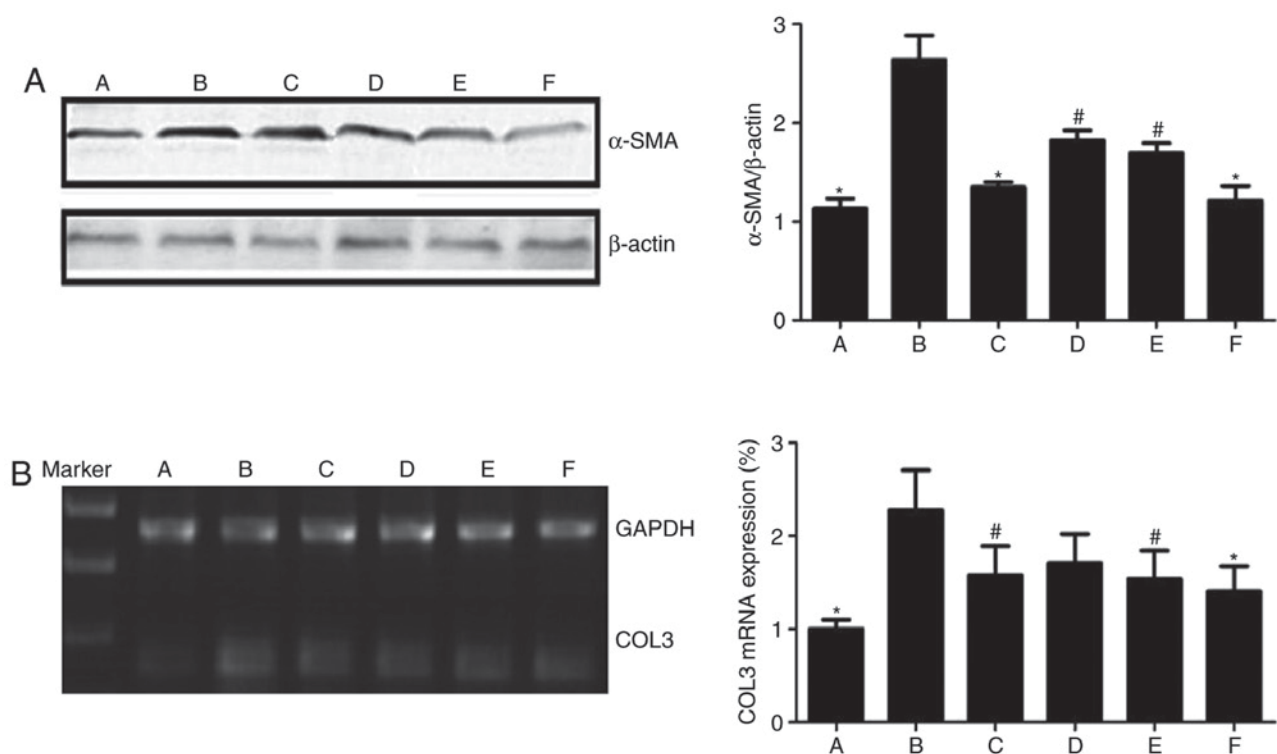 A
A B C D E F
α-SMA
β-actin
α-SMA/β-actin
3
2
1
0
* # # *
A B C D E F
B
Marker A B C D E F
GAPDH
COL3
COL3 mRNA expression (%)
3
2
1
0
* # # *
A B C D E F